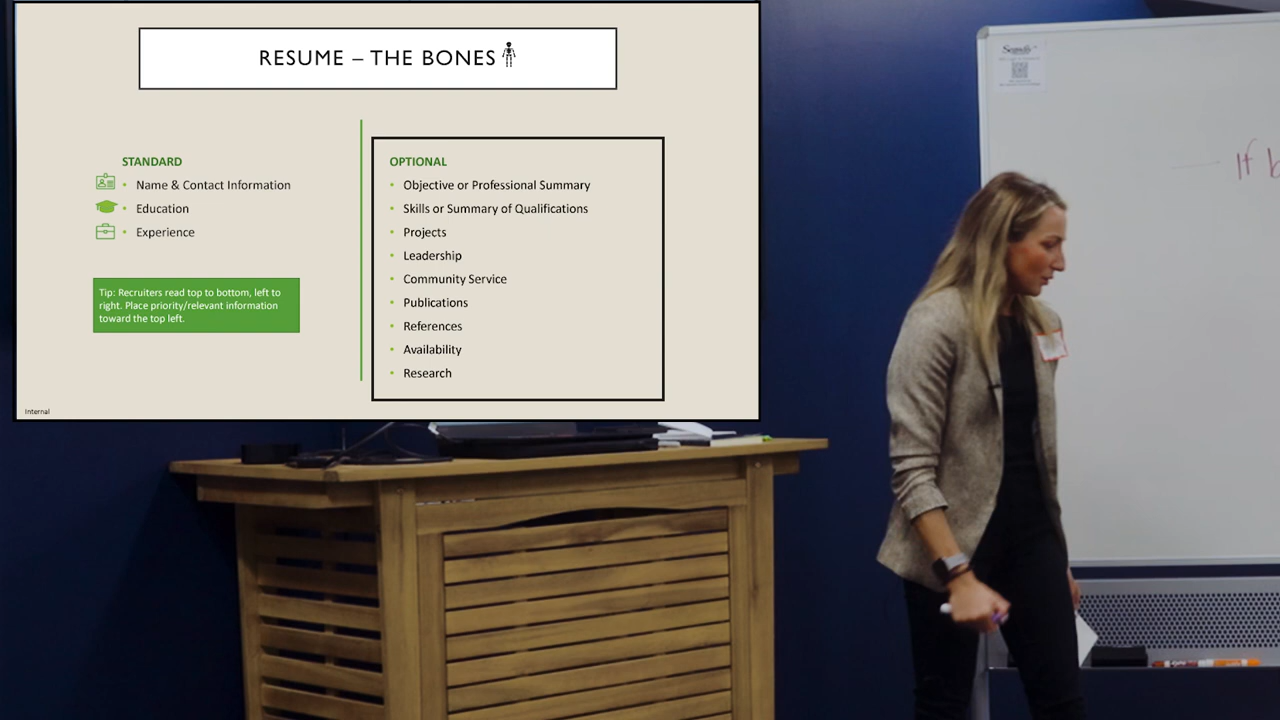 RESUME – THE BONES
STANDARD
• Name & Contact Information
• Education
• Experience
Tip: Recruiters read top to bottom, left to
right. Place priority/relevant information
toward the top left.
OPTIONAL
• Objective or Professional Summary
• Skills or Summary of Qualifications
• Projects
• Leadership
• Community Service
• Publications
• References
• Availability
• Research
Internal
— If b